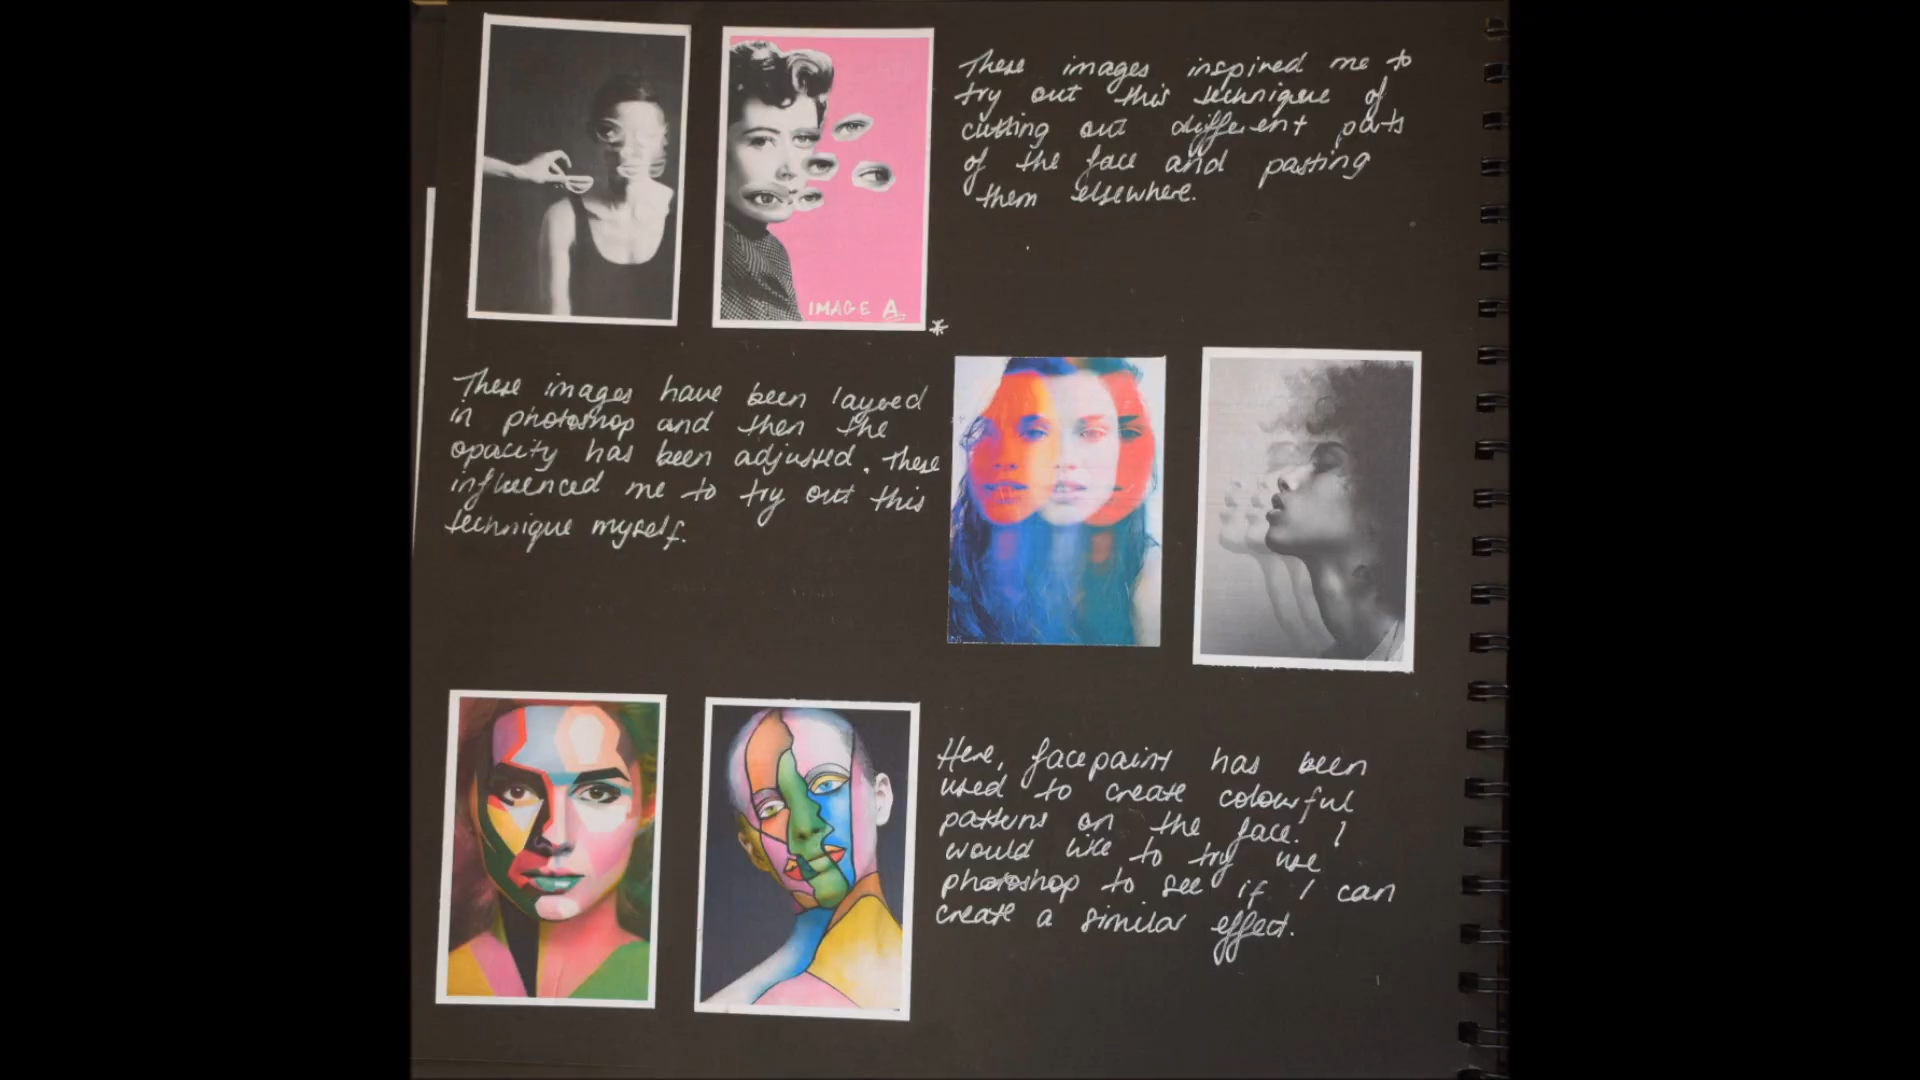 These images inspired me to
try out this technique of
cutting out different parts
of the face and pasting
them elsewhere.
IMAGE A
*
These images have been layered
in photoshop and then the
opacity has been adjusted. These
influenced me to try out this
technique myself.
Here, facepaint has been
used to create colourful
patterns on the face. I
would like to try use
photoshop to see if I can
create a similar effect.